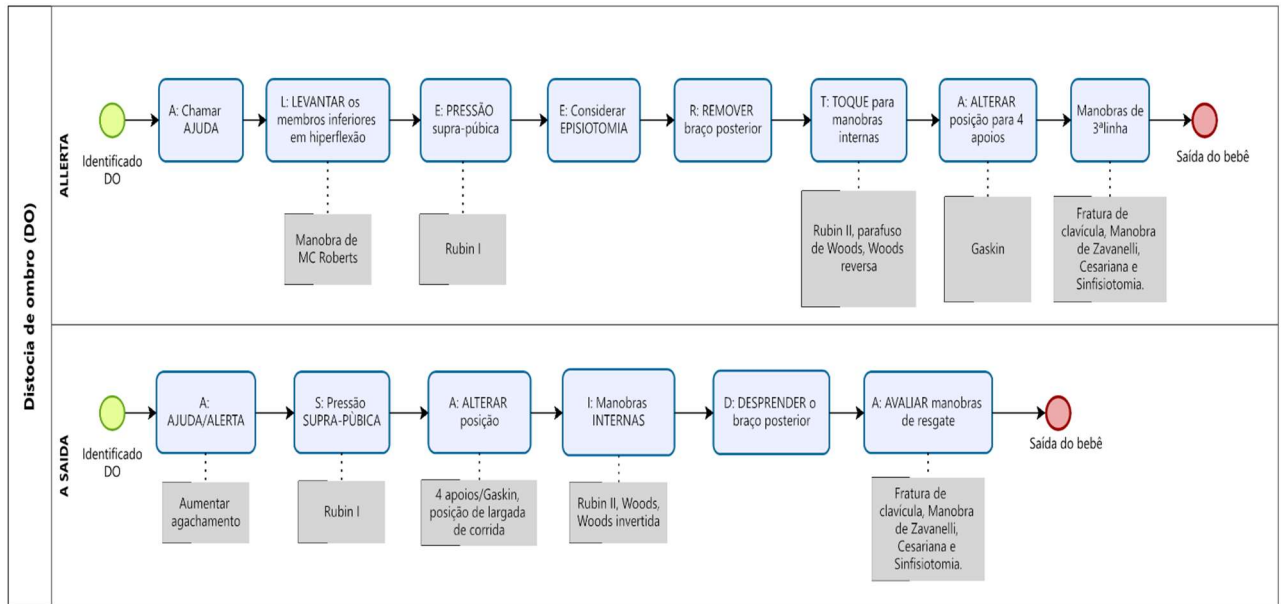 Distocia de ombro (DO)
ALLERTA
Identificado
DO
A: Chamar
AJUDA
L: LEVANTAR os
membros inferiores
em hiperflexão
E: PRESSÃO
supra-púbica
E: Considerar
EPISIOTOMIA
R: REMOVER
braço posterior
T: TOQUE para
manobras
internas
A: ALTERAR
posição para 4
apoios
Manobras de
3ªlinha
Saída do bebê
Manobra de
MC Roberts
Rubin I
Rubin II, parafuso
de Woods, Woods
reversa
Gaskin
Fratura de
clavícula, Manobra
de Zavanelli,
Cesariana e
Sinfisiotomia.
A SAIDA
Identificado
DO
A:
AJUDA/ALERTA
S: Pressão
SUPRA-PÙBICA
A: ALTERAR
posição
I: Manobras
INTERNAS
D: DESPRENDER o
braço posterior
A: AVALIAR manobras
de resgate
Saída do bebê
Aumentar
agachamento
Rubin I
4 apoios/Gaskin,
posição de largada
de corrida
Rubin II, Woods,
Woods invertida
Fratura de
clavícula, Manobra
de Zavanelli,
Cesariana e
Sinfisiotomia.